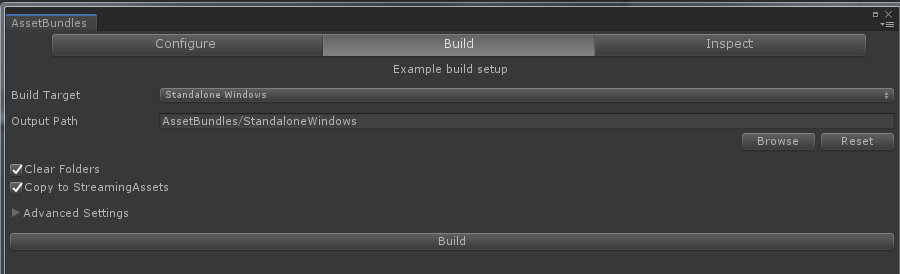 AssetBundles
Configure Build Inspect
Example build setup
Build Target Standalone Windows
Output Path AssetBundles/StandaloneWindows
Browse Reset
Clear Folders
Copy to StreamingAssets
Advanced Settings
Build